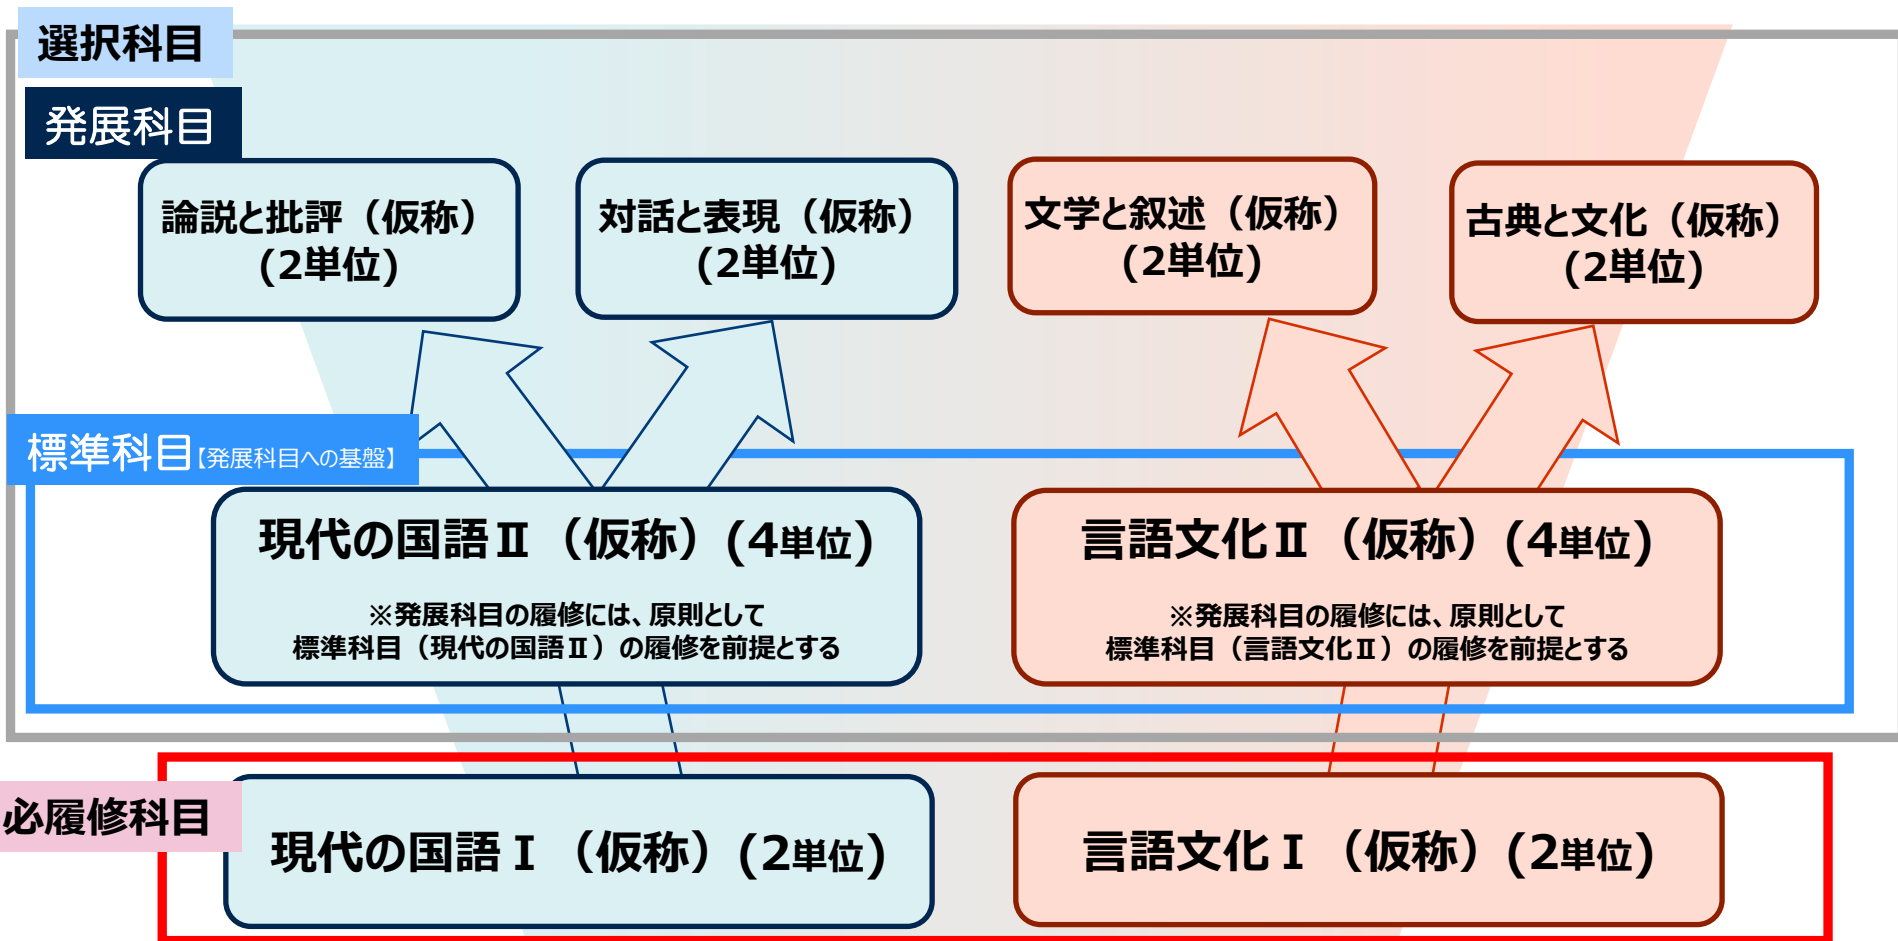 選択科目
発展科目
論説と批評（仮称）
(2単位)
対話と表現（仮称）
(2単位)
文学と叙述（仮称）
(2単位)
古典と文化（仮称）
(2単位)
標準科目【発展科目への基盤】
現代の国語Ⅱ（仮称）(4単位)
※発展科目の履修には、原則として
標準科目（現代の国語Ⅱ）の履修を前提とする
言語文化Ⅱ（仮称）(4単位)
※発展科目の履修には、原則として
標準科目（言語文化Ⅱ）の履修を前提とする
必履修科目
現代の国語Ⅰ（仮称）(2単位)
言語文化Ⅰ（仮称）(2単位)